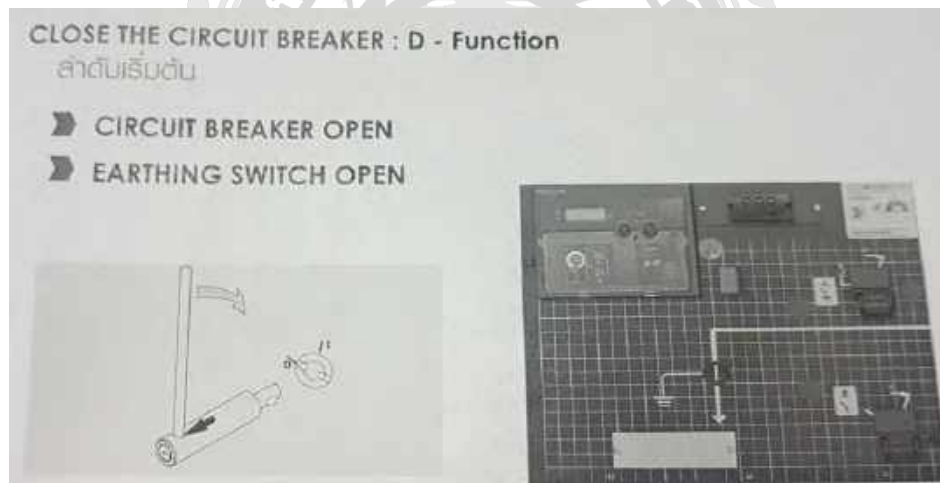 CLOSE THE CIRCUIT BREAKER : D - Function
ลำดับเริ่มต้น
CIRCUIT BREAKER OPEN
EARTHING SWITCH OPEN